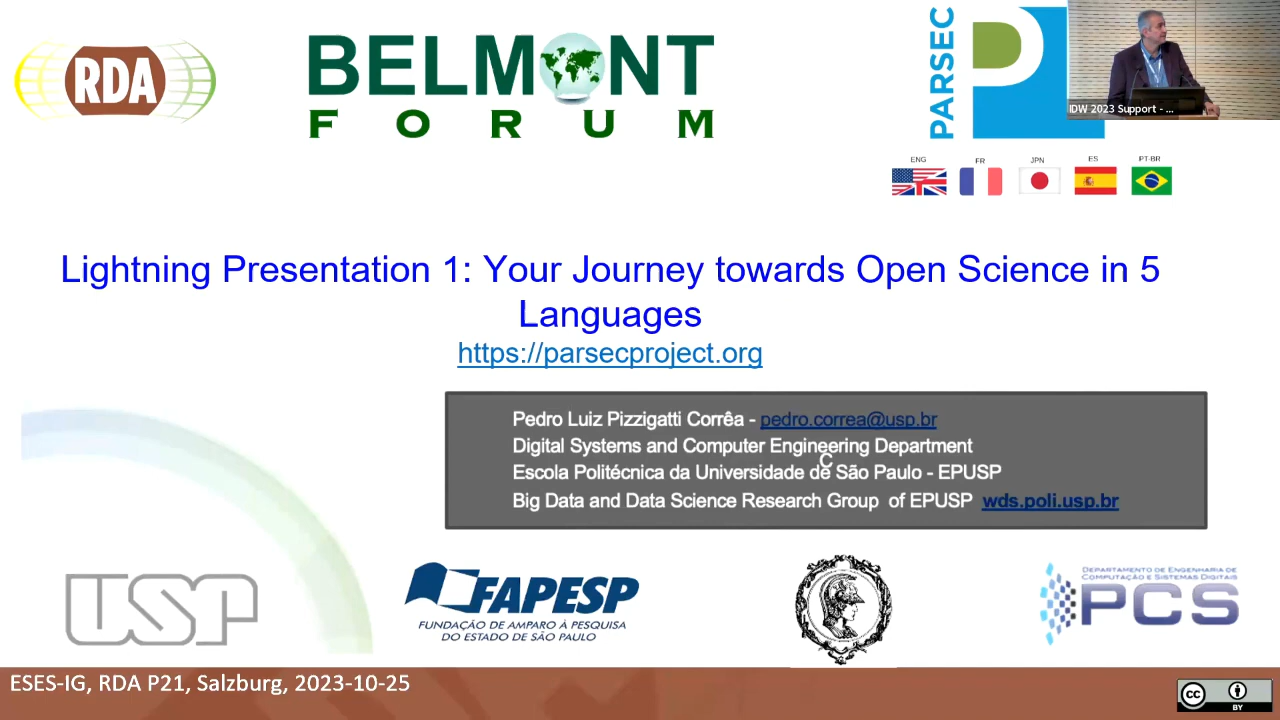 RDA
BELMONT
FORUM
PARSEC
IDW 2023 Support - ...
ENG
FR
JPN
ES
PT-BR
Lightning Presentation 1: Your Journey towards Open Science in 5
Languages
https://parsecproject.org
Pedro Luiz Pizzigatti Corrêa - pedro.correa@usp.br
Digital Systems and Computer Engineering Department
C
Escola Politécnica da Universidade de São Paulo - EPUSP
Big Data and Data Science Research Group of EPUSP wds.poli.usp.br
USP
FAPESP
FUNDAÇÃO DE AMPARO À PESQUISA
DO ESTADO DE SÃO PAULO
DEPARTAMENTO DE ENGENHARIA DE
COMPUTAÇÃO E SISTEMAS DIGITAIS
PCS
ESES-IG, RDA P21, Salzburg, 2023-10-25
cc
BY